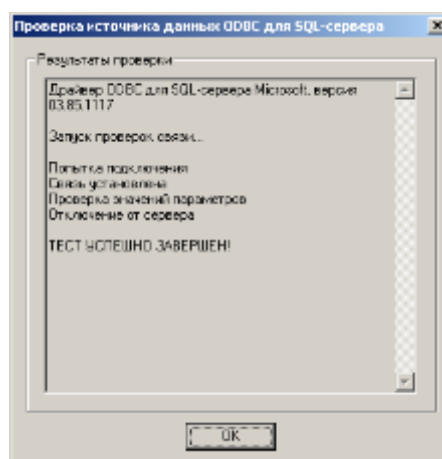 Проверка источника данных ODBC для SQL-сервера
Результаты проверки
Драйвер ODBC для SQL-сервера Microsoft, версия
03.85.1117
Запуск проверок связи...
Попытка подключения
Связь установлена
Проверка значений параметров
Отключение от сервера
ТЕСТ УСПЕШНО ЗАВЕРШЕН!
OK